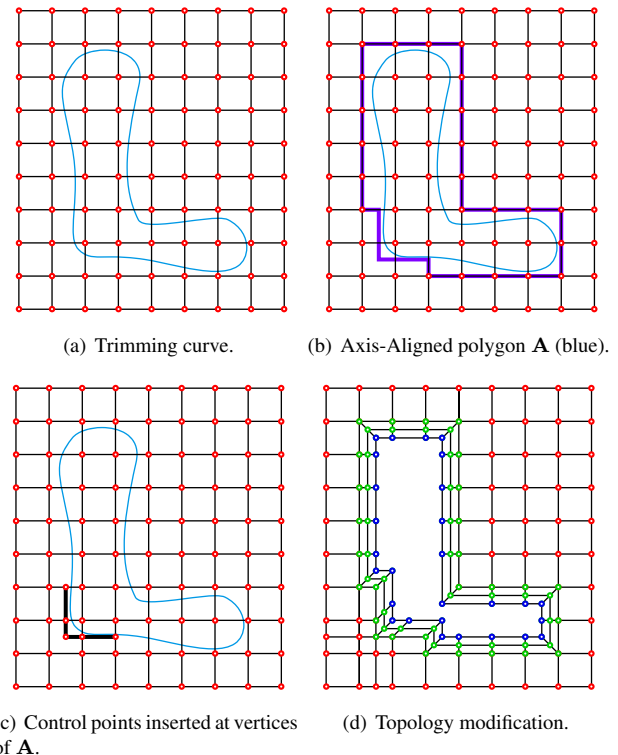 (a) Trimming curve.
(b) Axis-Aligned polygon A (blue).
c) Control points inserted at vertices
of A.
(d) Topology modification.